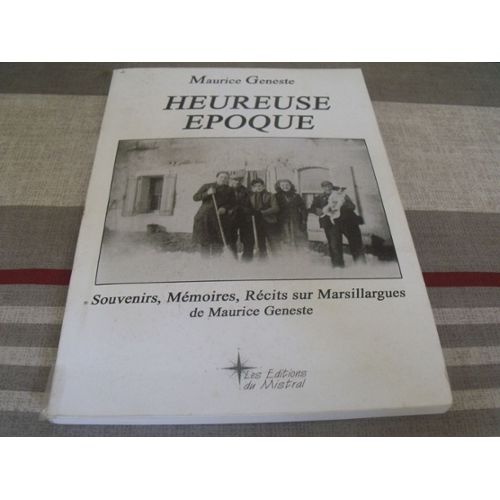 Maurice Geneste
HEUREUSE
EPOQUE
Souvenirs, Mémoires, Récits sur Marsillargues
de Maurice Geneste
Les Editions
du Mistral